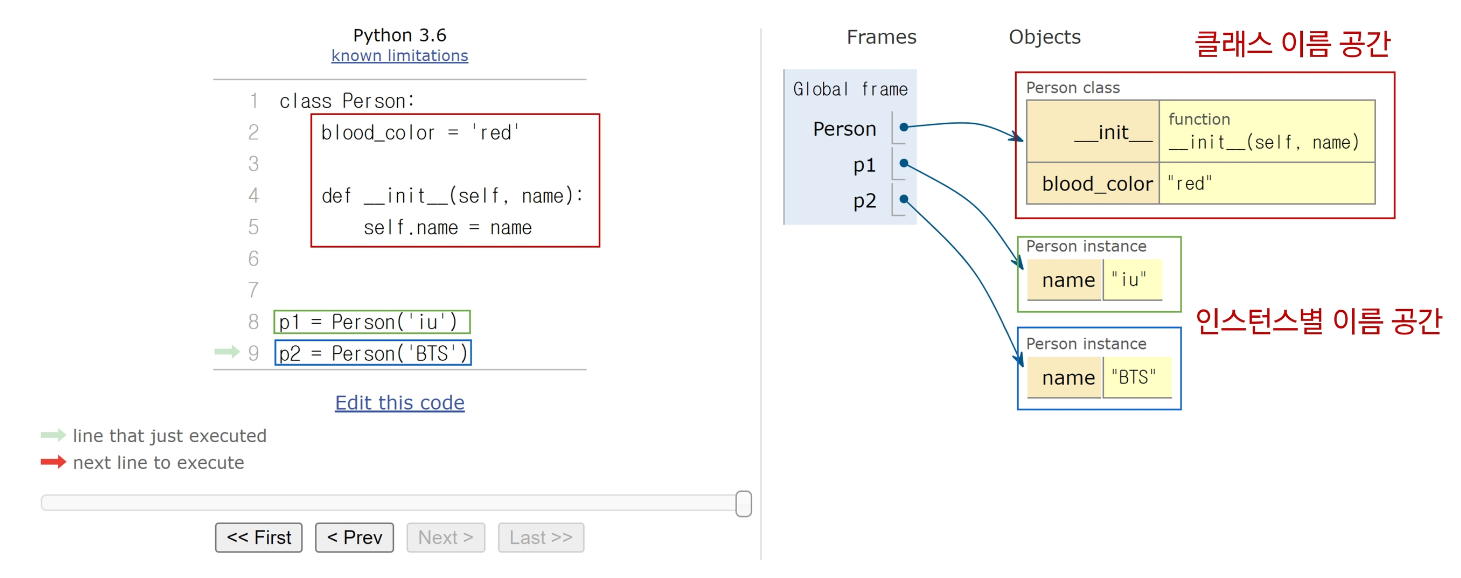 Python 3.6
known limitations
1 class Person:
2 blood_color = 'red'
3
4 def __init__(self, name):
5 self.name = name
6
7
8 p1 = Person('iu')
9 p2 = Person('BTS')
Edit this code
line that just executed
next line to execute
<< First < Prev Next > Last >>
Frames Objects
클래스 이름 공간
Global frame
Person
p1
p2
Person class
__init__ function
__init__(self, name)
blood_color "red"
Person instance
name "iu"
인스턴스별 이름 공간
Person instance
name "BTS"